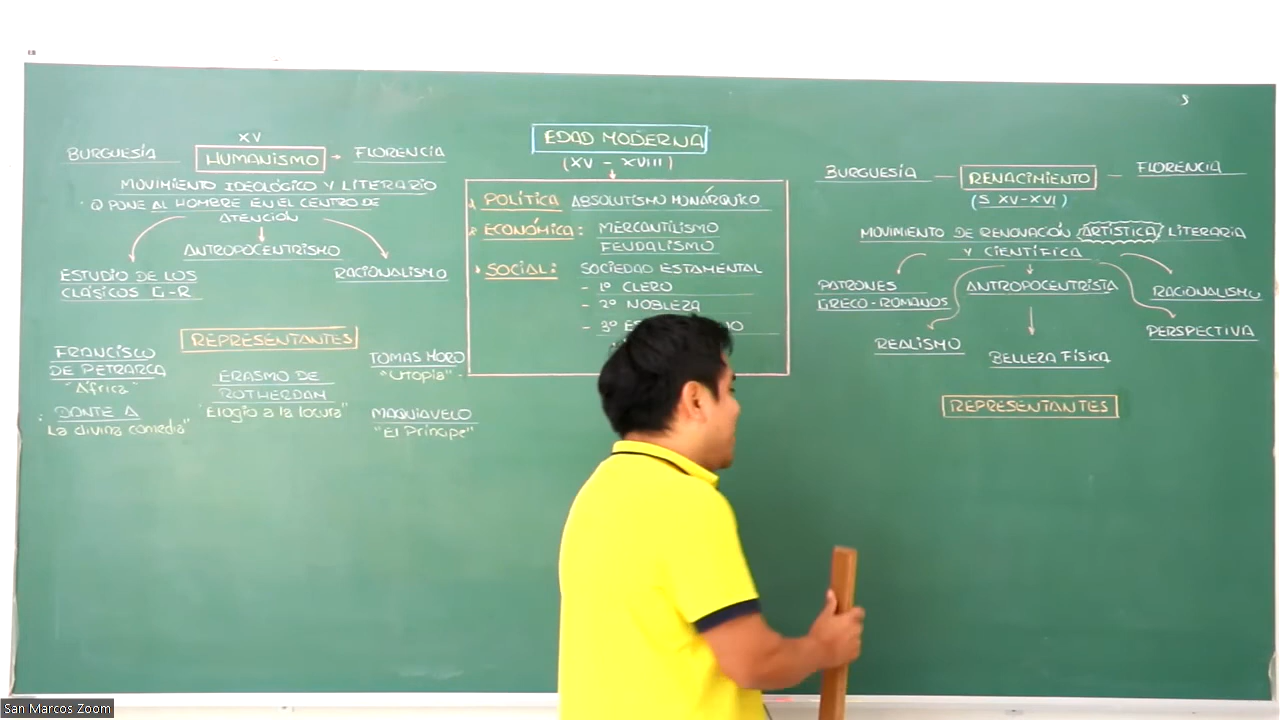 XV
BURGUESÍA HUMANISMO → FLORENCIA
MOVIMIENTO IDEOLÓGICO Y LITERARIO
Q PONE AL HOMBRE EN EL CENTRO DE
ATENCIÓN
ANTROPOCENTRISMO
ESTUDIO DE LOS
CLÁSICOS G-R
RACIONALISMO
REPRESENTANTES
FRANCISCO
DE PETRARCA
"África"
DANTE A
"La divina comedia"
ERASMO DE
ROTHERDAM
"Elogio a la locura"
TOMAS MORO
"Utopía"
MAQUIAVELO
"El Príncipe"
EDAD MODERNA
(XV - XVIII)
POLÍTICA ABSOLUTISMO MONÁRQUICO
ECONÓMICA: MERCANTILISMO
FEUDALISMO
SOCIAL: SOCIEDAD ESTAMENTAL
- 1º CLERO
- 2º NOBLEZA
- 3º
BURGUESÍA — RENACIMIENTO — FLORENCIA
(S XV-XVI)
MOVIMIENTO DE RENOVACIÓN ARTÍSTICA LITERARIA
Y CIENTÍFICA
PATRONES
GRECO-ROMANOS
ANTROPOCENTRISTA
RACIONALISMO
REALISMO
BELLEZA FÍSICA
PERSPECTIVA
REPRESENTANTES
San Marcos Zoom